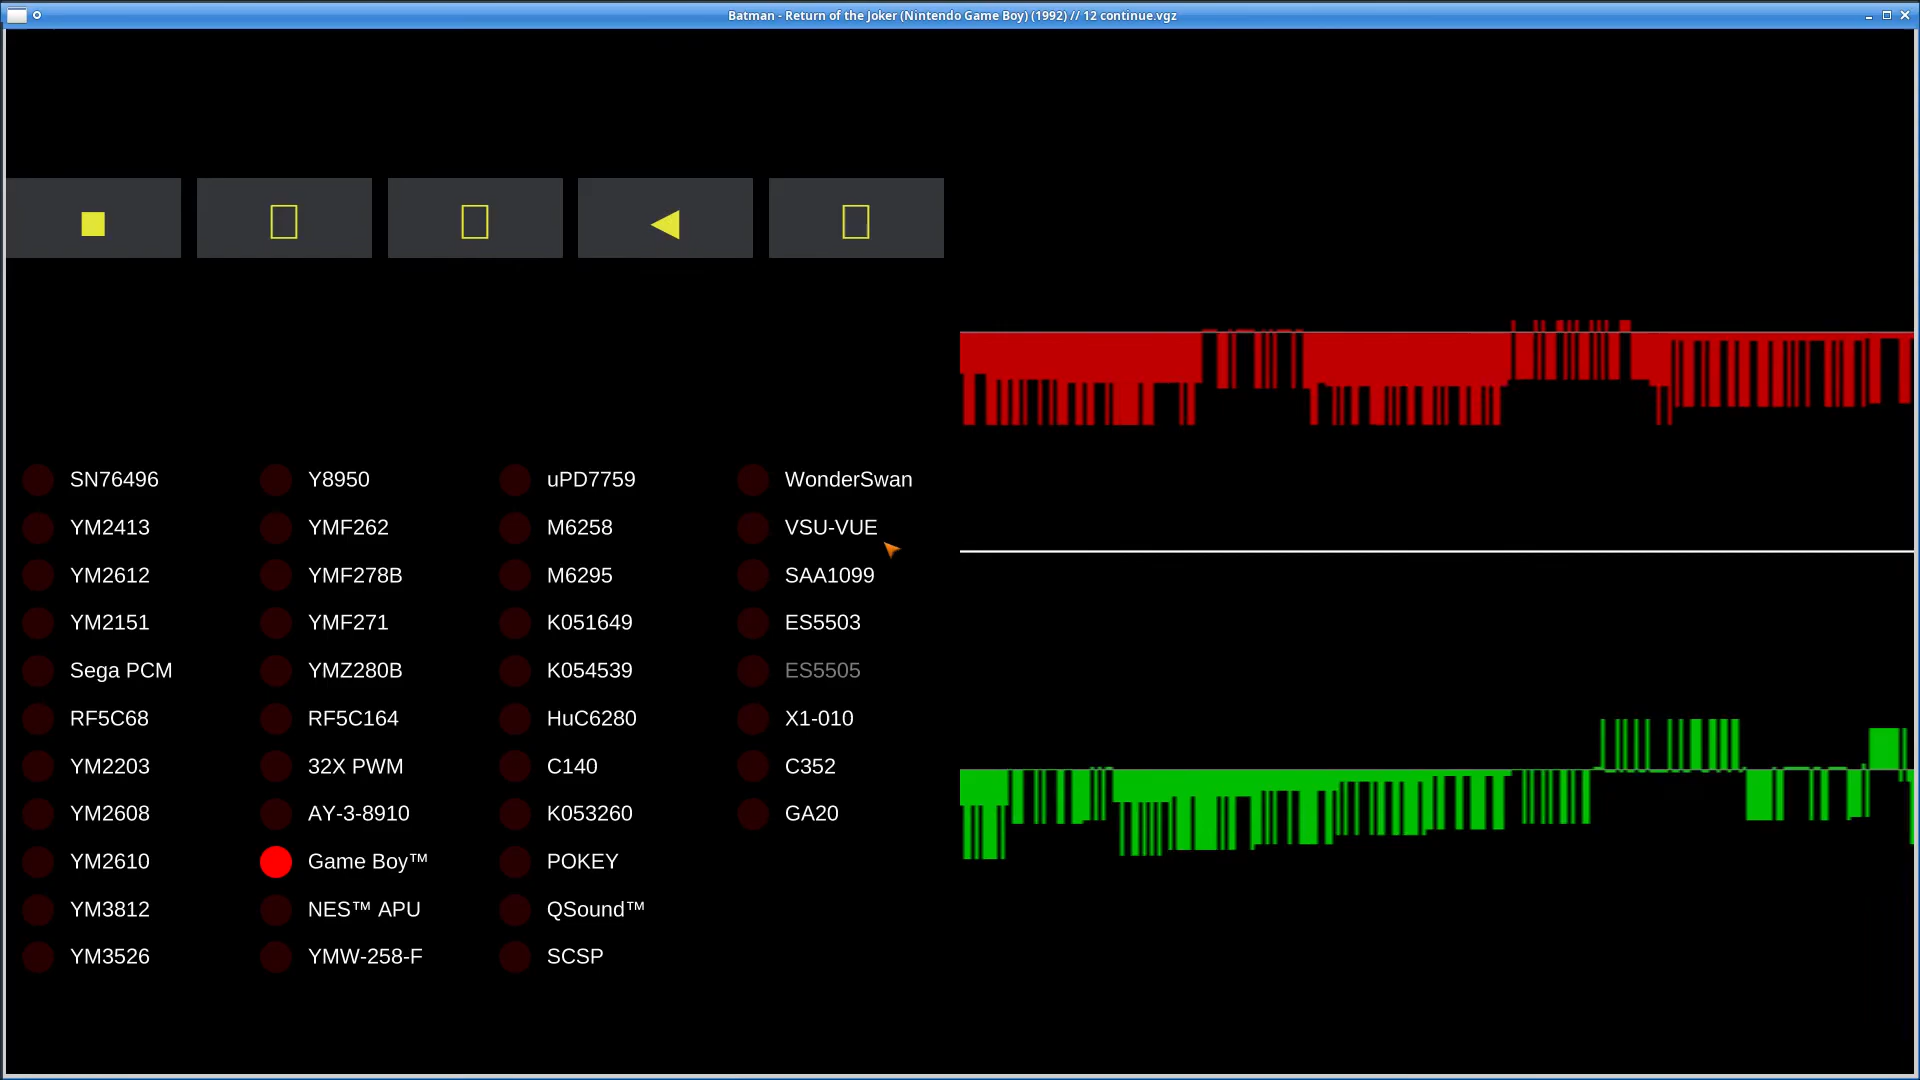 Batman - Return of the Joker (Nintendo Game Boy) (1992) // 12 continue.vgz
SN76496
YM2413
YM2612
YM2151
Sega PCM
RF5C68
YM2203
YM2608
YM2610
YM3812
YM3526
Y8950
YMF262
YMF278B
YMF271
YMZ280B
RF5C164
32X PWM
AY-3-8910
Game Boy™
NES™ APU
YMW-258-F
uPD7759
M6258
M6295
K051649
K054539
HuC6280
C140
K053260
POKEY
QSound™
SCSP
WonderSwan
VSU-VUE
SAA1099
ES5503
ES5505
X1-010
C352
GA20